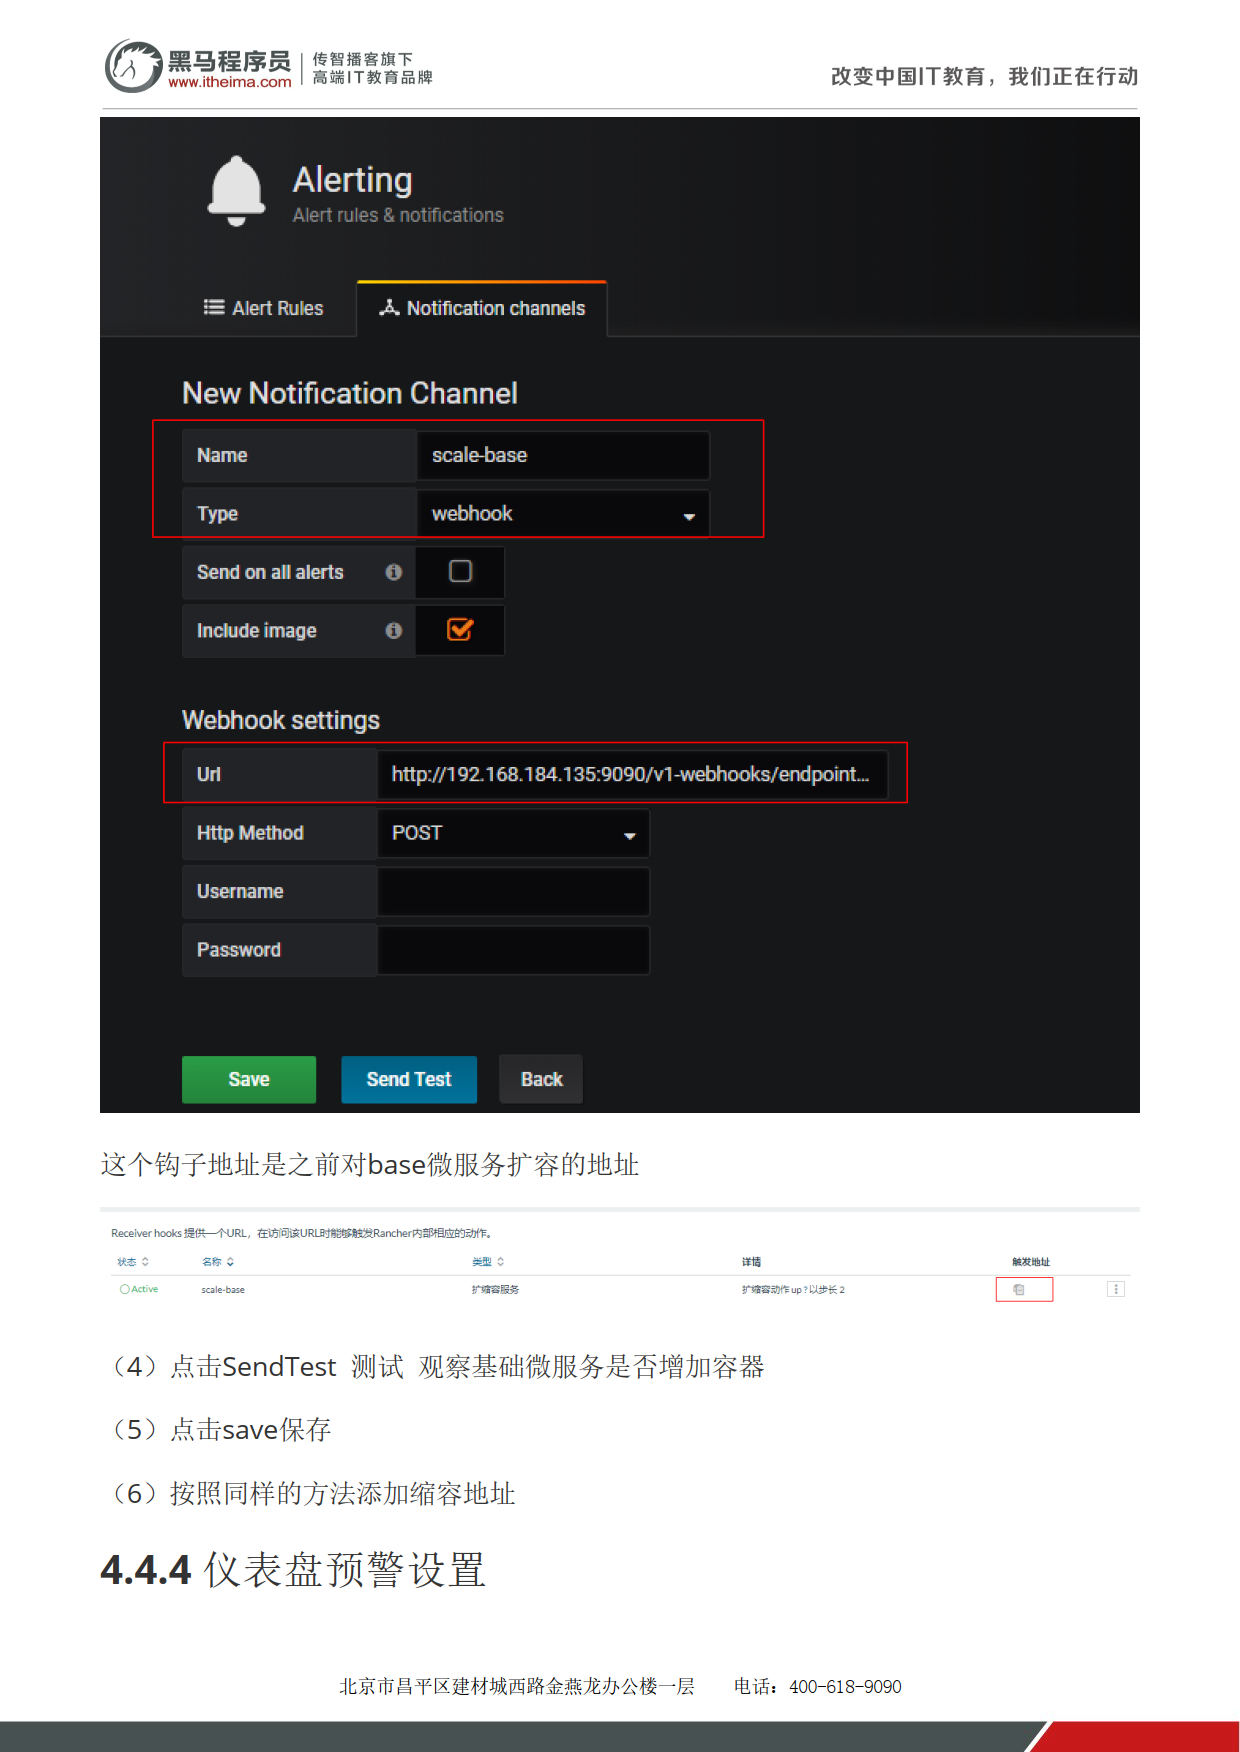 黑马程序员
www.itheima.com
传智播客旗下
高端IT教育品牌
改变中国IT教育，我们正在行动
Alerting
Alert rules & notifications
Alert Rules
Notification channels
New Notification Channel
Name scale-base
Type webhook
Send on all alerts
Include image
Webhook settings
Url http://192.168.184.135:9090/v1-webhooks/endpoint...
Http Method POST
Username
Password
Save Send Test Back
这个钩子地址是之前对base微服务扩容的地址
Receiver hooks 提供一个URL，在访问该URL时能够触发Rancher内部相应的动作。
状态 名称 类型 详情 触发地址
Active scale-base 扩缩容服务 扩缩容动作 up ? 以步长 2
（4）点击SendTest 测试 观察基础微服务是否增加容器
（5）点击save保存
（6）按照同样的方法添加缩容地址
4.4.4 仪表盘预警设置
北京市昌平区建材城西路金燕龙办公楼一层 电话：400-618-9090